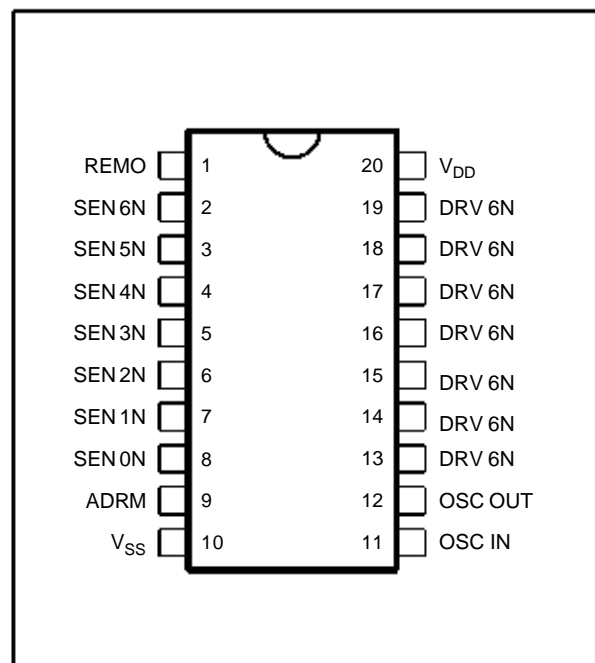 REMO 1 20 VDD
SEN 6N 2 19 DRV 6N
SEN 5N 3 18 DRV 6N
SEN 4N 4 17 DRV 6N
SEN 3N 5 16 DRV 6N
SEN 2N 6 15 DRV 6N
SEN 1N 7 14 DRV 6N
SEN 0N 8 13 DRV 6N
ADRM 9 12 OSC OUT
VSS 10 11 OSC IN